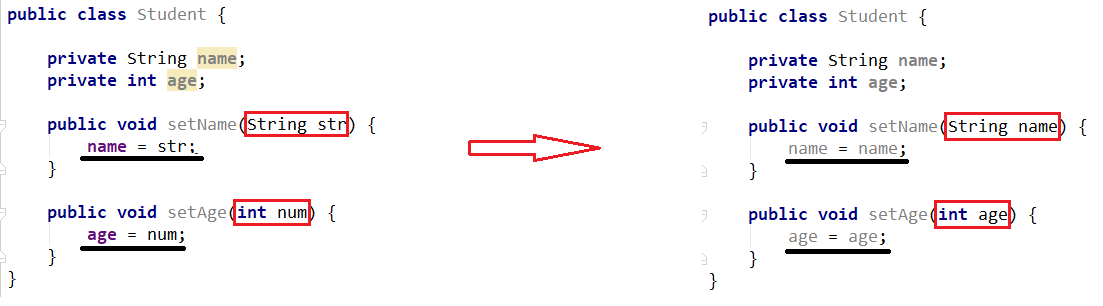 public class Student {
private String name;
private int age;
public void setName(String str) {
name = str;
}
public void setAge(int num) {
age = num;
}
}
public class Student {
private String name;
private int age;
public void setName(String name) {
name = name;
}
public void setAge(int age) {
age = age;
}
}